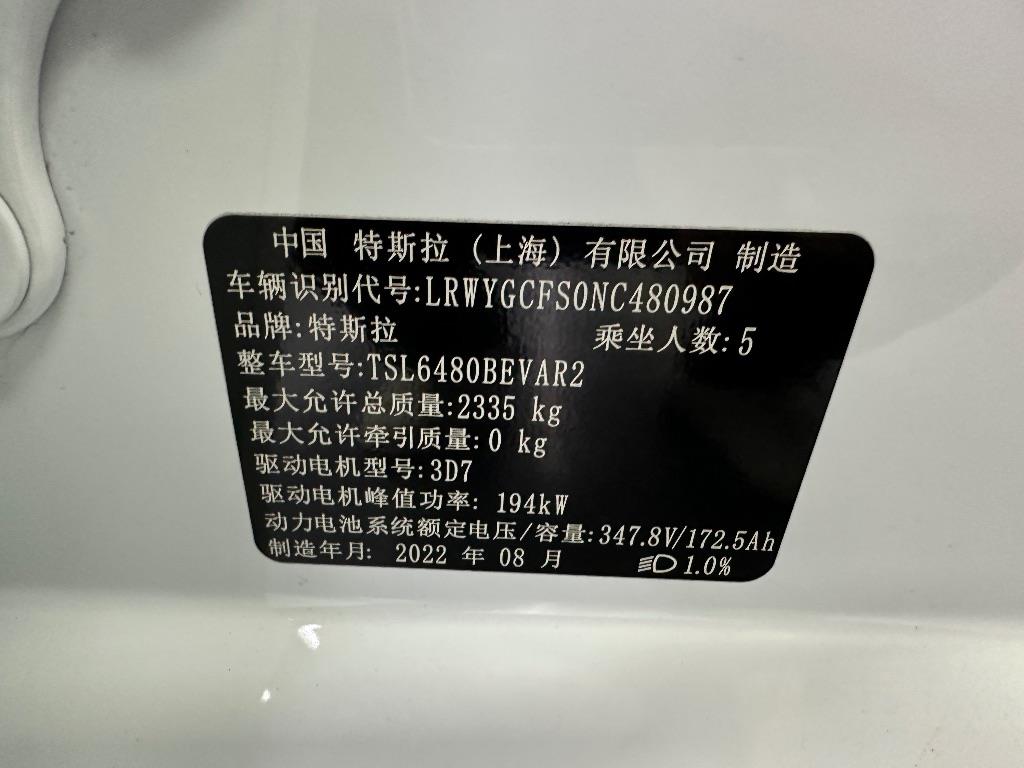 中国 特斯拉 (上海) 有限公司 制造
车辆识别代号:LRWYGCFS0NC480987
品牌:特斯拉 乘坐人数:5
整车型号:TSL6480BEVAR2
最大允许总质量:2335 kg
最大允许牵引质量:0 kg
驱动电机型号:3D7
驱动电机峰值功率: 194kW
动力电池系统额定电压/容量:347.8V/172.5Ah
制造年月: 2022 年 08 月 1.0%